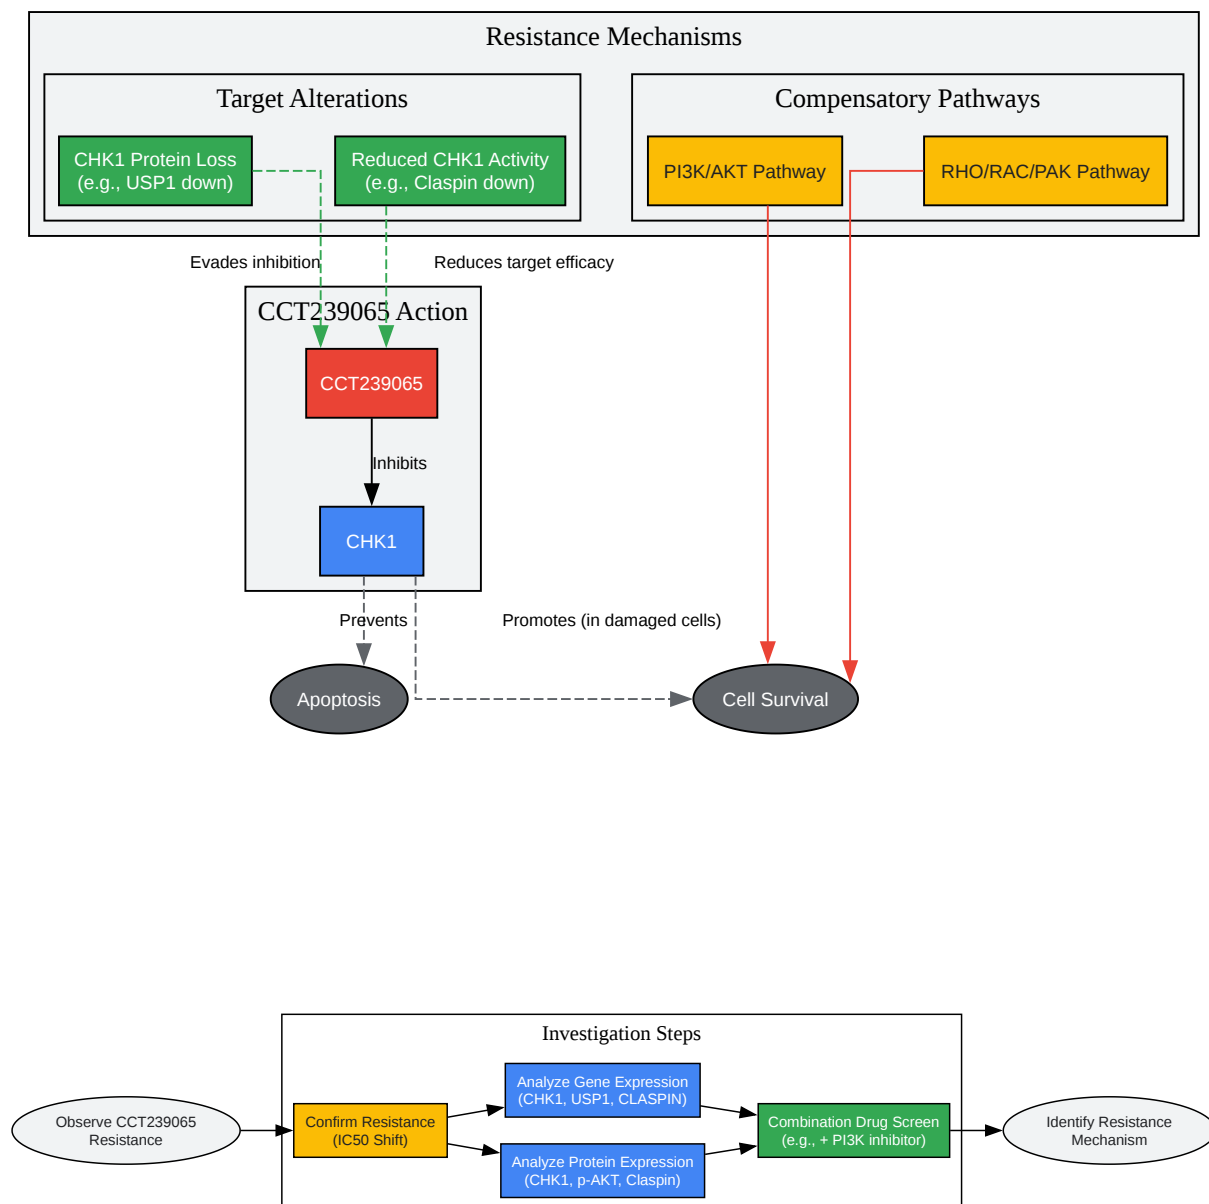 Resistance Mechanisms
Target Alterations
Compensatory Pathways
CHK1 Protein Loss
(e.g., USP1 down)
Reduced CHK1 Activity
(e.g., Claspin down)
PI3K/AKT Pathway
RHO/RAC/PAK Pathway
Evades inhibition
Reduces target efficacy
CCT239065 Action
CCT239065
Inhibits
CHK1
Prevents
Promotes (in damaged cells)
Apoptosis
Cell Survival
Investigation Steps
Observe CCT239065
Resistance
Confirm Resistance
(IC50 Shift)
Analyze Gene Expression
(CHK1, USP1, CLASPIN)
Analyze Protein Expression
(CHK1, p-AKT, Claspin)
Combination Drug Screen
(e.g., + PI3K inhibitor)
Identify Resistance
Mechanism